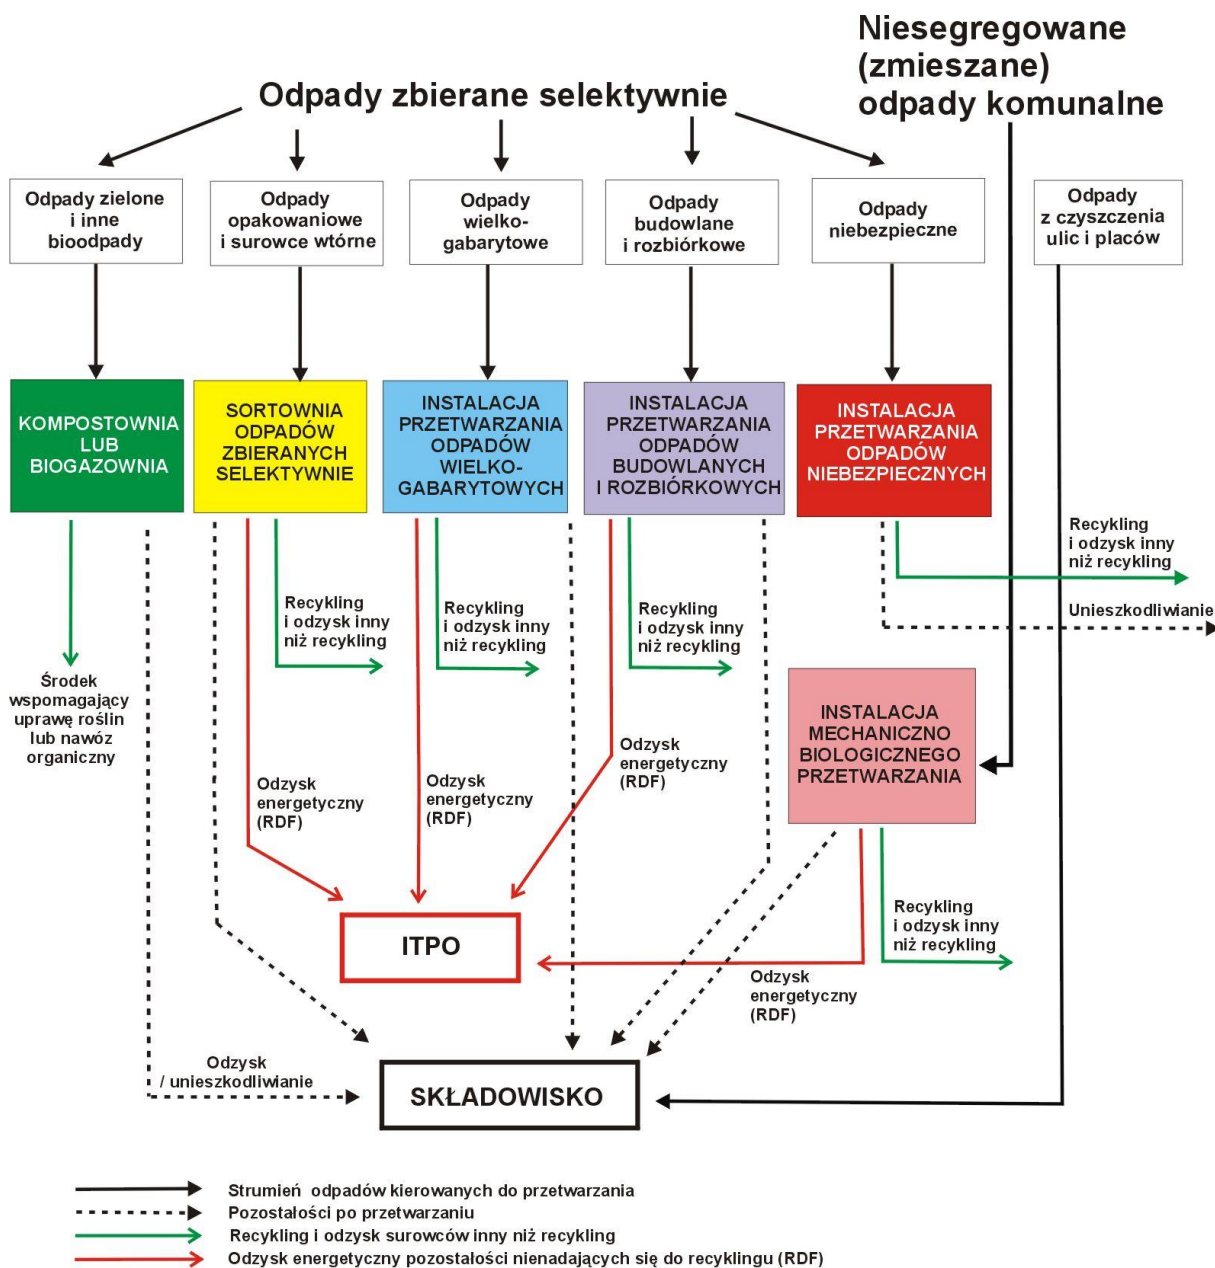 Niesegregowane
(zmieszane)
odpady komunalne
Odpady zbierane selektywnie
Odpady zielone
i inne
bioodpady
Odpady
opakowaniowe
i surowce wtórne
Odpady
wielko-
gabarytowe
Odpady
budowlane
i rozbiórkowe
Odpady
niebezpieczne
Odpady
z czyszczenia
ulic i placów
KOMPOSTOWNIA
LUB
BIOGAZOWNIA
SORTOWNIA
ODPADÓW
ZBIERANYCH
SELEKTYWNIE
INSTALACJA
PRZETWARZANIA
ODPADÓW
WIELKO-
GABARYTOWYCH
INSTALACJA
PRZETWARZANIA
ODPADÓW
BUDOWLANYCH
I ROZBIÓRKOWYCH
INSTALACJA
PRZETWARZANIA
ODPADÓW
NIEBEZPIECZNYCH
Recykling
i odzysk inny
niż recykling
Unieszkodliwianie
Recykling
i odzysk inny
niż recykling
Recykling
i odzysk inny
niż recykling
Recykling
i odzysk inny
niż recykling
Środek
wspomagający
uprawę roślin
lub nawóz
organiczny
INSTALACJA
MECHANICZNO
BIOLOGICZNEGO
PRZETWARZANIA
Odzysk
energetyczny
(RDF)
Odzysk
energetyczny
(RDF)
Odzysk
energetyczny
(RDF)
Recykling
i odzysk inny
niż recykling
ITPO
Odzysk
energetyczny
(RDF)
Odzysk
/ unieszkodliwianie
SKŁADOWISKO
Strumień odpadów kierowanych do przetwarzania
Pozostałości po przetwarzaniu
Recykling i odzysk surowców inny niż recykling
Odzysk energetyczny pozostałości nienadających się do recyklingu (RDF)